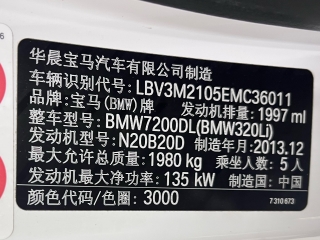 华晨宝马汽车有限公司制造
车辆识别代号: LBV3M2105EMC36011
品牌: 宝马(BMW)牌 发动机排量: 1997 ml
整车型号: BMW7200DL(BMW320Li)
发动机型号: N20B20D 制造年月: 2013.12
最大允许总质量: 1980 kg 乘坐人数: 5人
发动机最大净功率: 135 kW 制造国: 中国
颜色代码/色圈: 3000
7 310 673